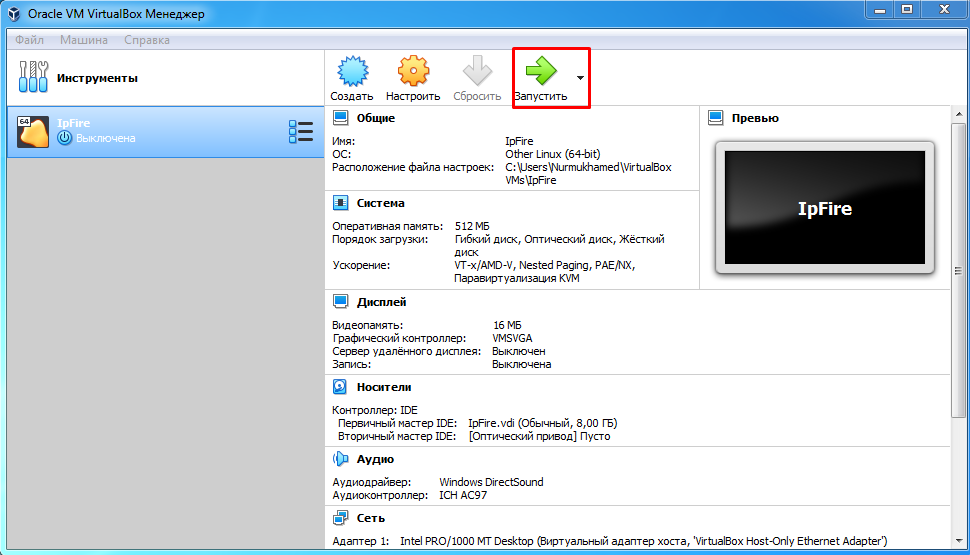 Oracle VM VirtualBox Менеджер
Файл Машина Справка
Инструменты
Создать Настроить Сбросить Запустить
64
IpFire
Выключена
Общие
Имя: IpFire
ОС: Other Linux (64-bit)
Расположение файла настроек: C:\Users\Nurmukhamed\VirtualBox
VMs\IpFire
Превью
IpFire
Система
Оперативная память: 512 МБ
Порядок загрузки: Гибкий диск, Оптический диск, Жёсткий
диск
Ускорение: VT-x/AMD-V, Nested Paging, PAE/NX,
Паравиртуализация KVM
Дисплей
Видеопамять: 16 МБ
Графический контроллер: VMSVGA
Сервер удалённого дисплея: Выключен
Запись: Выключена
Носители
Контроллер: IDE
Первичный мастер IDE: IpFire.vdi (Обычный, 8,00 ГБ)
Вторичный мастер IDE: [Оптический привод] Пусто
Аудио
Аудиодрайвер: Windows DirectSound
Аудиоконтроллер: ICH AC97
Сеть
Адаптер 1: Intel PRO/1000 MT Desktop (Виртуальный адаптер хоста, 'VirtualBox Host-Only Ethernet Adapter')